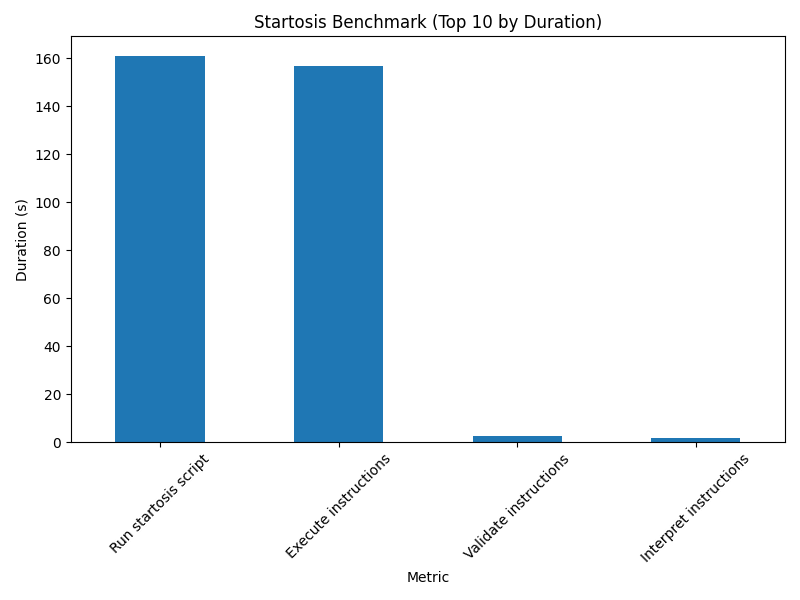 Startosis Benchmark (Top 10 by Duration)
Duration (s)
160
140
120
100
80
60
40
20
0
Run startosis script
Execute instructions
Validate instructions
Interpret instructions
Metric